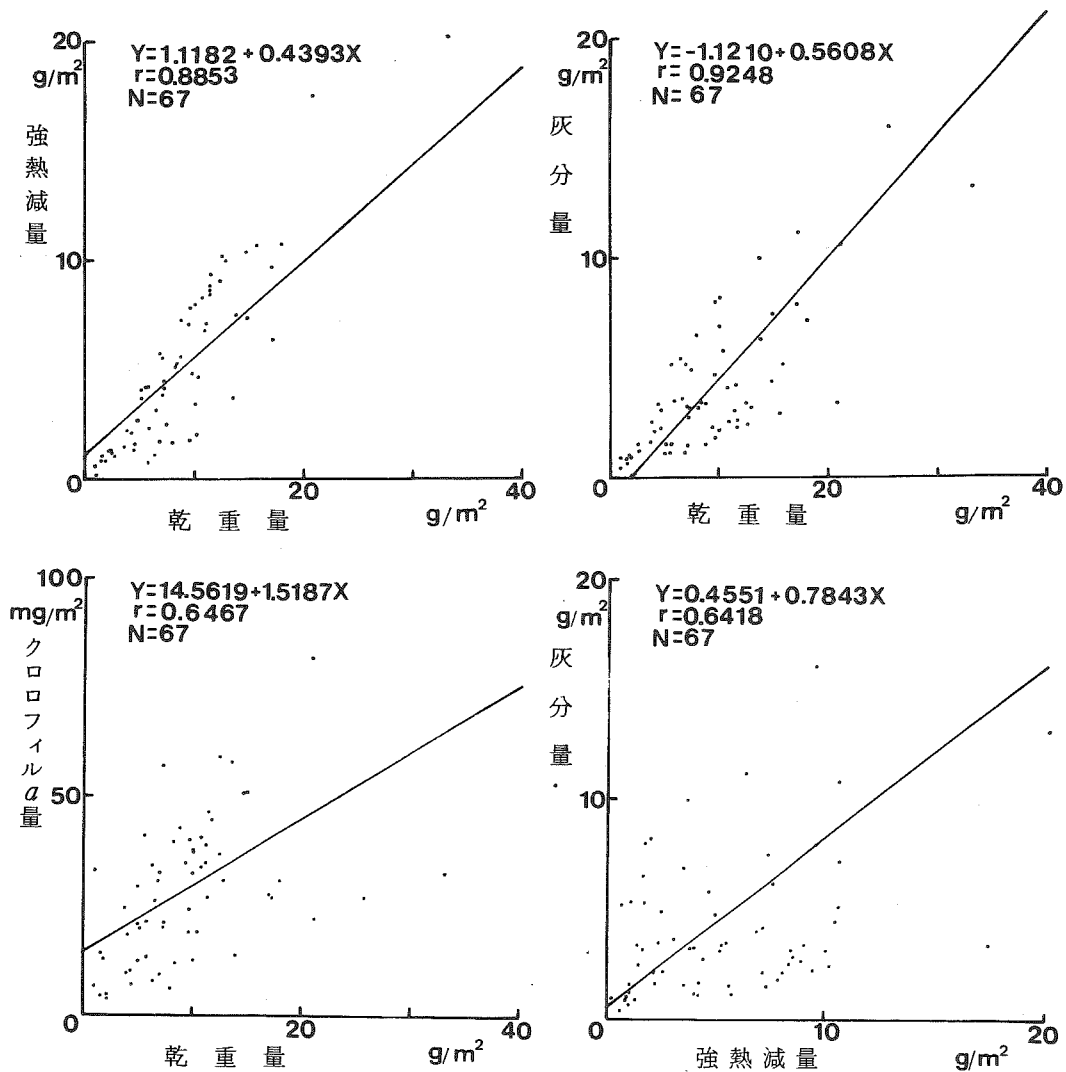 20
g/m²
Y=1.1182+0.4393X
r=0.8853
N=67
強熱減量
10
0
20
40
乾重量
g/m²
20
g/m²
Y=-1.1210+0.5608X
r=0.9248
N=67
灰分量
10
0
20
40
乾重量
g/m²
100
mg/m²
Y=14.5619+1.5187X
r=0.6467
N=67
クロロフィルa量
50
0
20
40
乾重量
g/m²
20
g/m²
Y=0.4551+0.7843X
r=0.6418
N=67
灰分量
10
0
10
20
強熱減量
g/m²